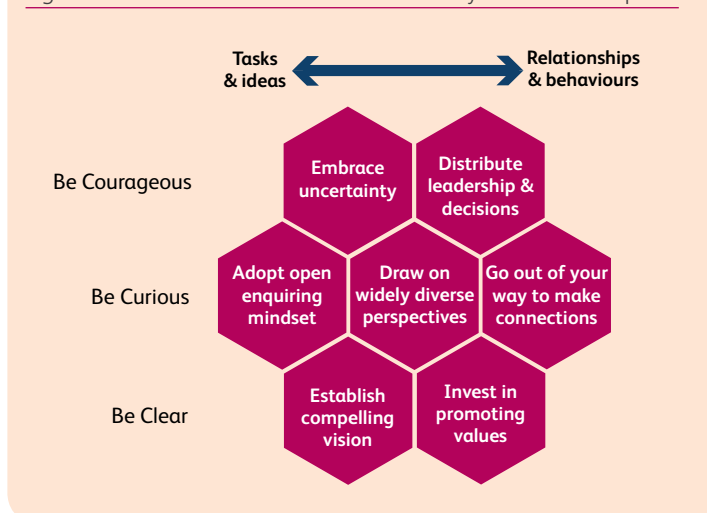 Tasks
& ideas
Relationships
& behaviours
Be Courageous
Embrace
uncertainty
Distribute
leadership &
decisions
Be Curious
Adopt open
enquiring
mindset
Draw on
widely diverse
perspectives
Go out of your
way to make
connections
Be Clear
Establish
compelling
vision
Invest in
promoting
values